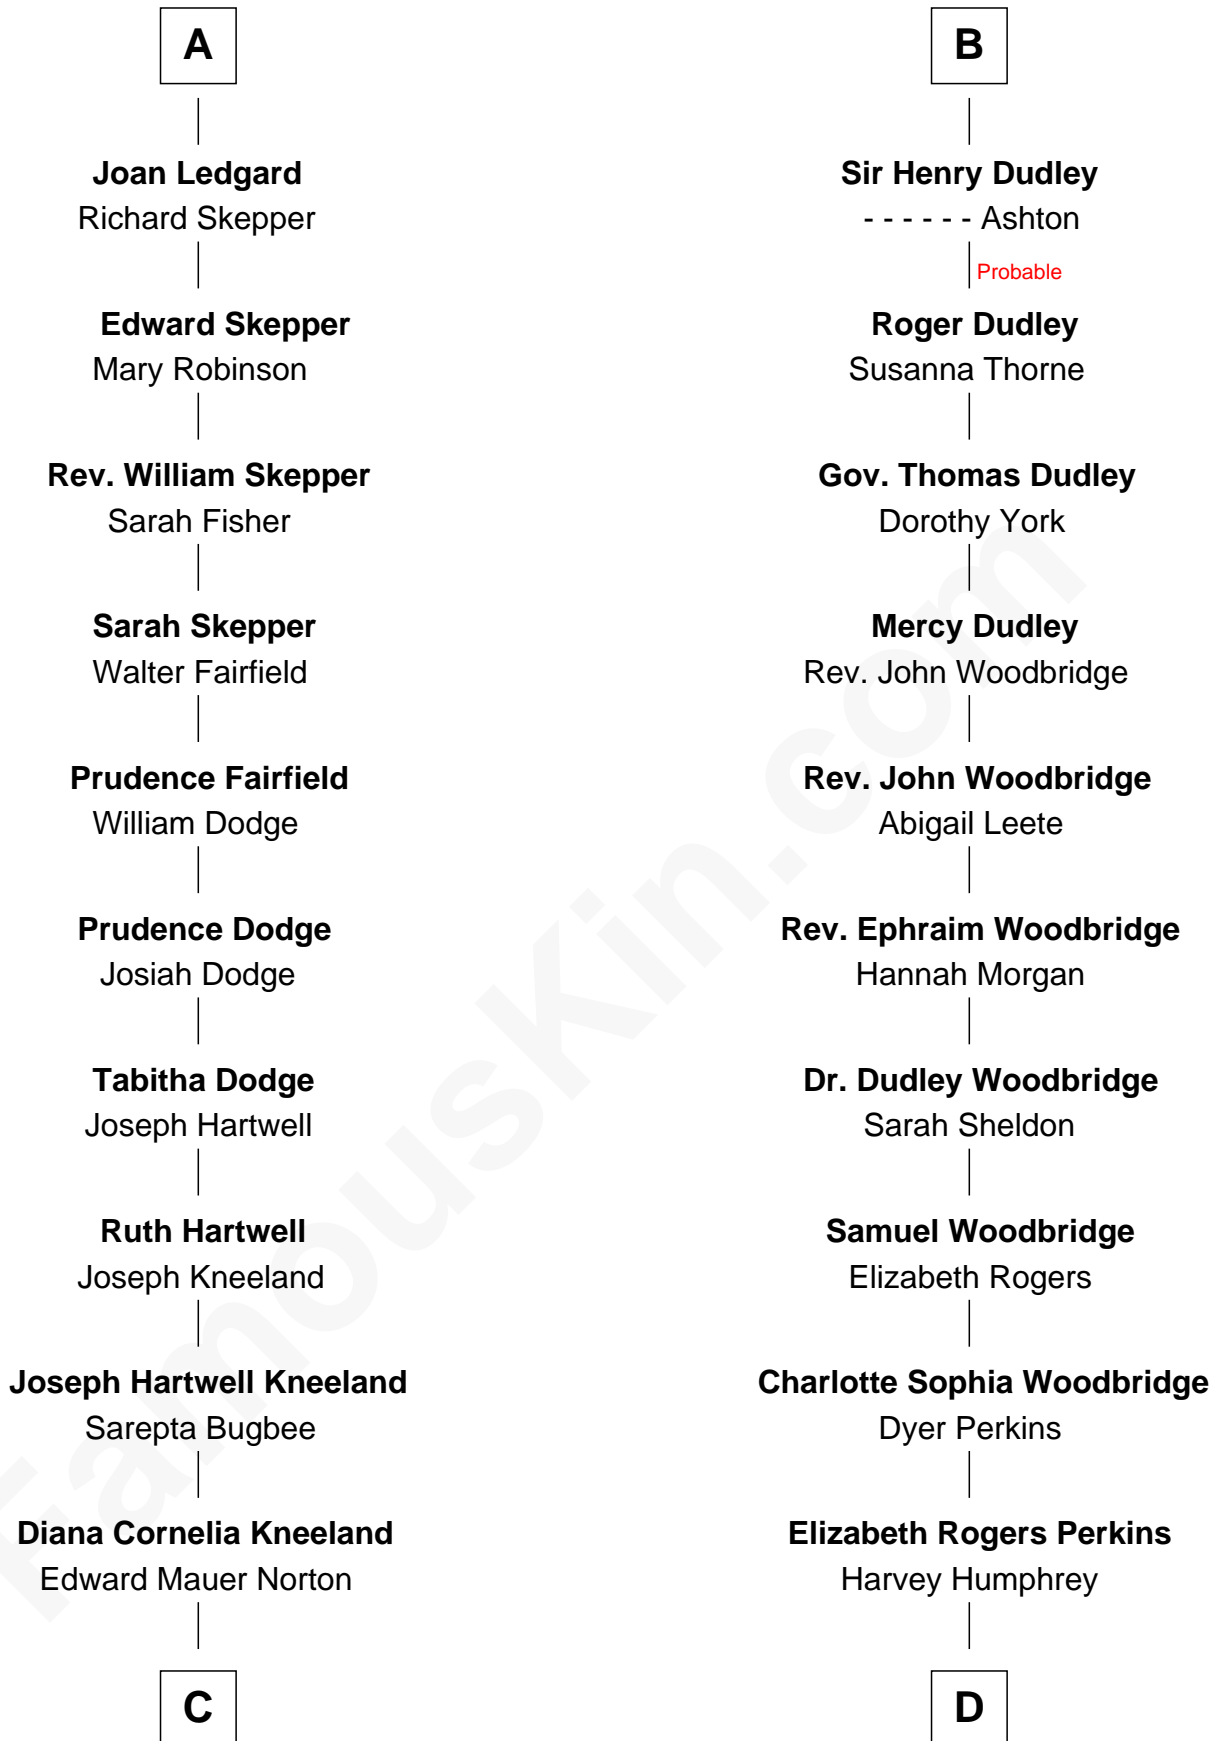 A
Joan Ledgard
Richard Skepper
Edward Skepper
Mary Robinson
Rev. William Skepper
Sarah Fisher
Sarah Skepper
Walter Fairfield
Prudence Fairfield
William Dodge
Prudence Dodge
Josiah Dodge
Tabitha Dodge
Joseph Hartwell
Ruth Hartwell
Joseph Kneeland
Joseph Hartwell Kneeland
Sarepta Bugbee
Diana Cornelia Kneeland
Edward Mauer Norton
C
B
Sir Henry Dudley
- - - - - - Ashton
Probable
Roger Dudley
Susanna Thorne
Gov. Thomas Dudley
Dorothy York
Mercy Dudley
Rev. John Woodbridge
Rev. John Woodbridge
Abigail Leete
Rev. Ephraim Woodbridge
Hannah Morgan
Dr. Dudley Woodbridge
Sarah Sheldon
Samuel Woodbridge
Elizabeth Rogers
Charlotte Sophia Woodbridge
Dyer Perkins
Elizabeth Rogers Perkins
Harvey Humphrey
D
FamousKin.com